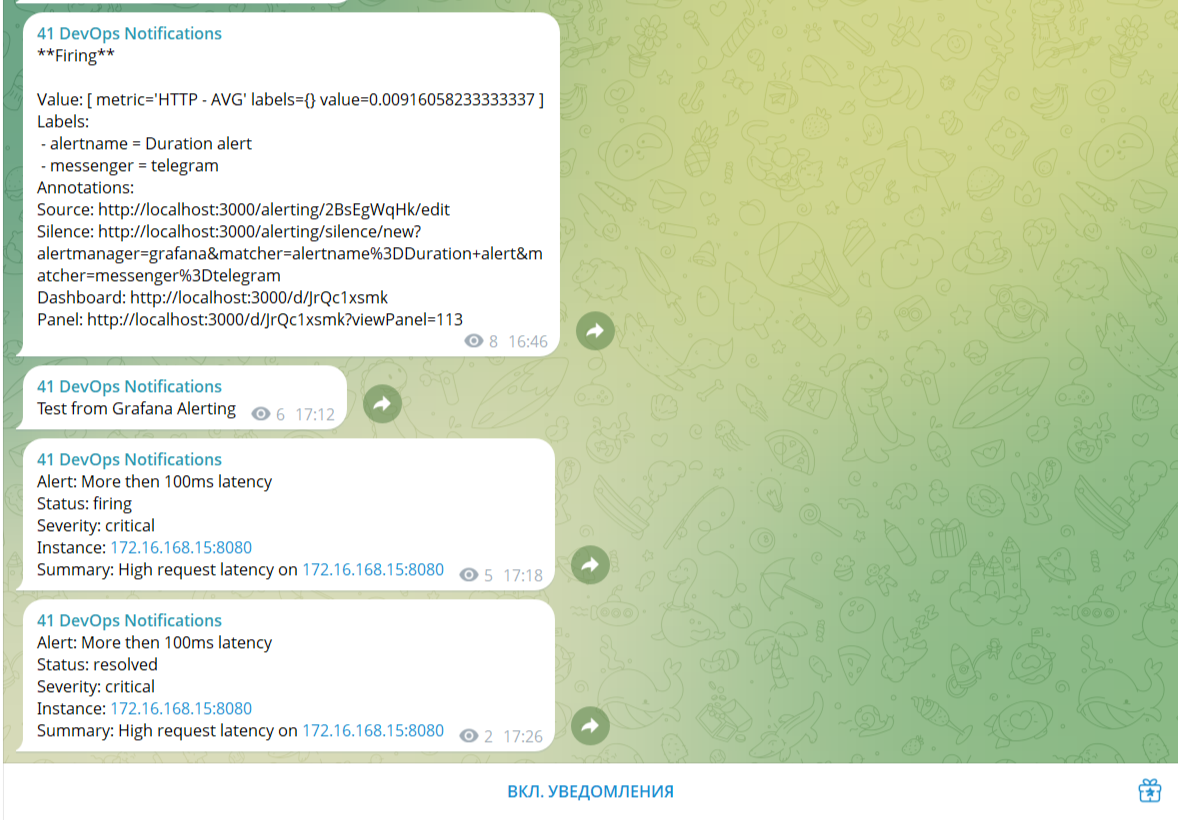 41 DevOps Notifications
**Firing**
Value: [ metric='HTTP - AVG' labels={} value=0.00916058233333337 ]
Labels:
- alertname = Duration alert
- messenger = telegram
Annotations:
Source: http://localhost:3000/alerting/2BsEgWqHk/edit
Silence: http://localhost:3000/alerting/silence/new?
alertmanager=grafana&matcher=alertname%3DDuration+alert&m
atcher=messenger%3Dtelegram
Dashboard: http://localhost:3000/d/JrQc1xsmk
Panel: http://localhost:3000/d/JrQc1xsmk?viewPanel=113
8 16:46
41 DevOps Notifications
Test from Grafana Alerting 6 17:12
41 DevOps Notifications
Alert: More then 100ms latency
Status: firing
Severity: critical
Instance: 172.16.168.15:8080
Summary: High request latency on 172.16.168.15:8080 5 17:18
41 DevOps Notifications
Alert: More then 100ms latency
Status: resolved
Severity: critical
Instance: 172.16.168.15:8080
Summary: High request latency on 172.16.168.15:8080 2 17:26
ВКЛ. УВЕДОМЛЕНИЯ